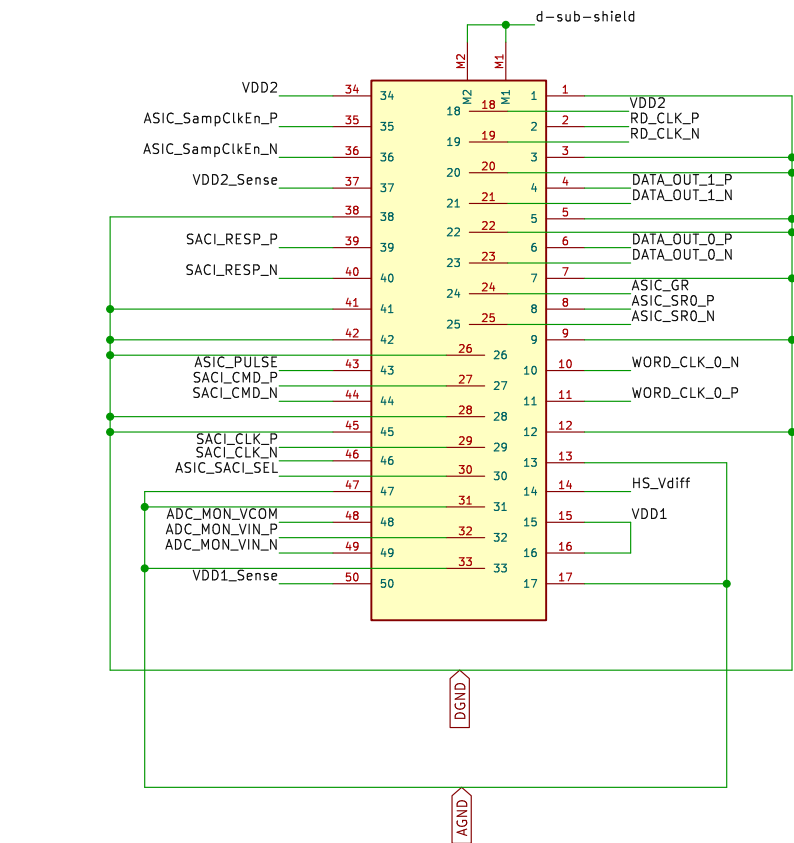 d-sub-shield
M2 M1
M2 M1
VDD2 34 34 1 1
18 18 VDD2
ASIC_SampClkEn_P 35 35 2 2 RD_CLK_P
19 19 RD_CLK_N
ASIC_SampClkEn_N 36 36 3 3
20 20
VDD2_Sense 37 37 4 4 DATA_OUT_1_P
21 21 DATA_OUT_1_N
38 38 5 5
22 22
SACI_RESP_P 39 39 6 6 DATA_OUT_0_P
23 23 DATA_OUT_0_N
SACI_RESP_N 40 40 7 7
24 24 ASIC_GR
41 41 8 8 ASIC_SR0_P
25 25 ASIC_SR0_N
42 42 9 9
26 26
ASIC_PULSE 43 43 10 10 WORD_CLK_0_N
SACI_CMD_P 27 27
SACI_CMD_N 44 44 11 11 WORD_CLK_0_P
28 28
45 45 12 12
SACI_CLK_P 29 29
SACI_CLK_N 46 46 13 13
ASIC_SACI_SEL 30 30
47 47 14 14 HS_Vdiff
31 31
ADC_MON_VCOM 48 48 15 15 VDD1
ADC_MON_VIN_P 32 32
ADC_MON_VIN_N 49 49 16 16
33 33
VDD1_Sense 50 50 17 17
DGND
AGND